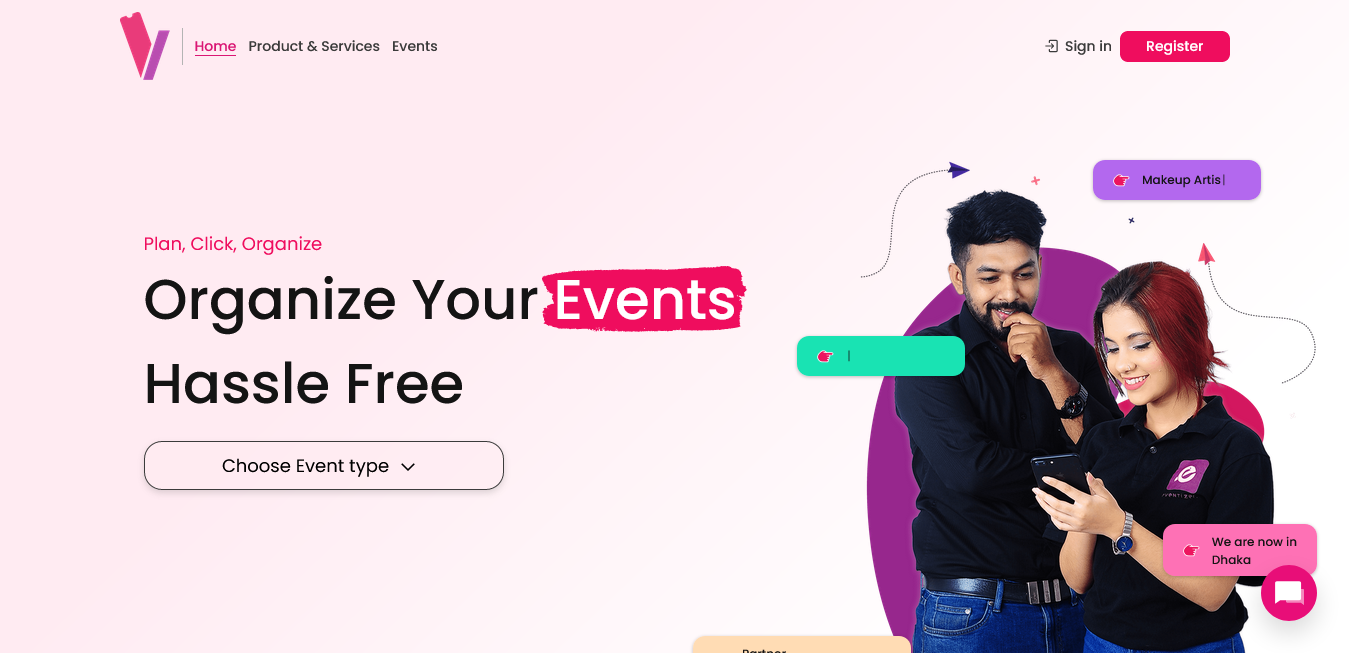 Home Product & Services Events
Sign in Register
Plan, Click, Organize
Organize Your Events
Hassle Free
Choose Event type
Makeup Artis
We are now in
Dhaka
Partner